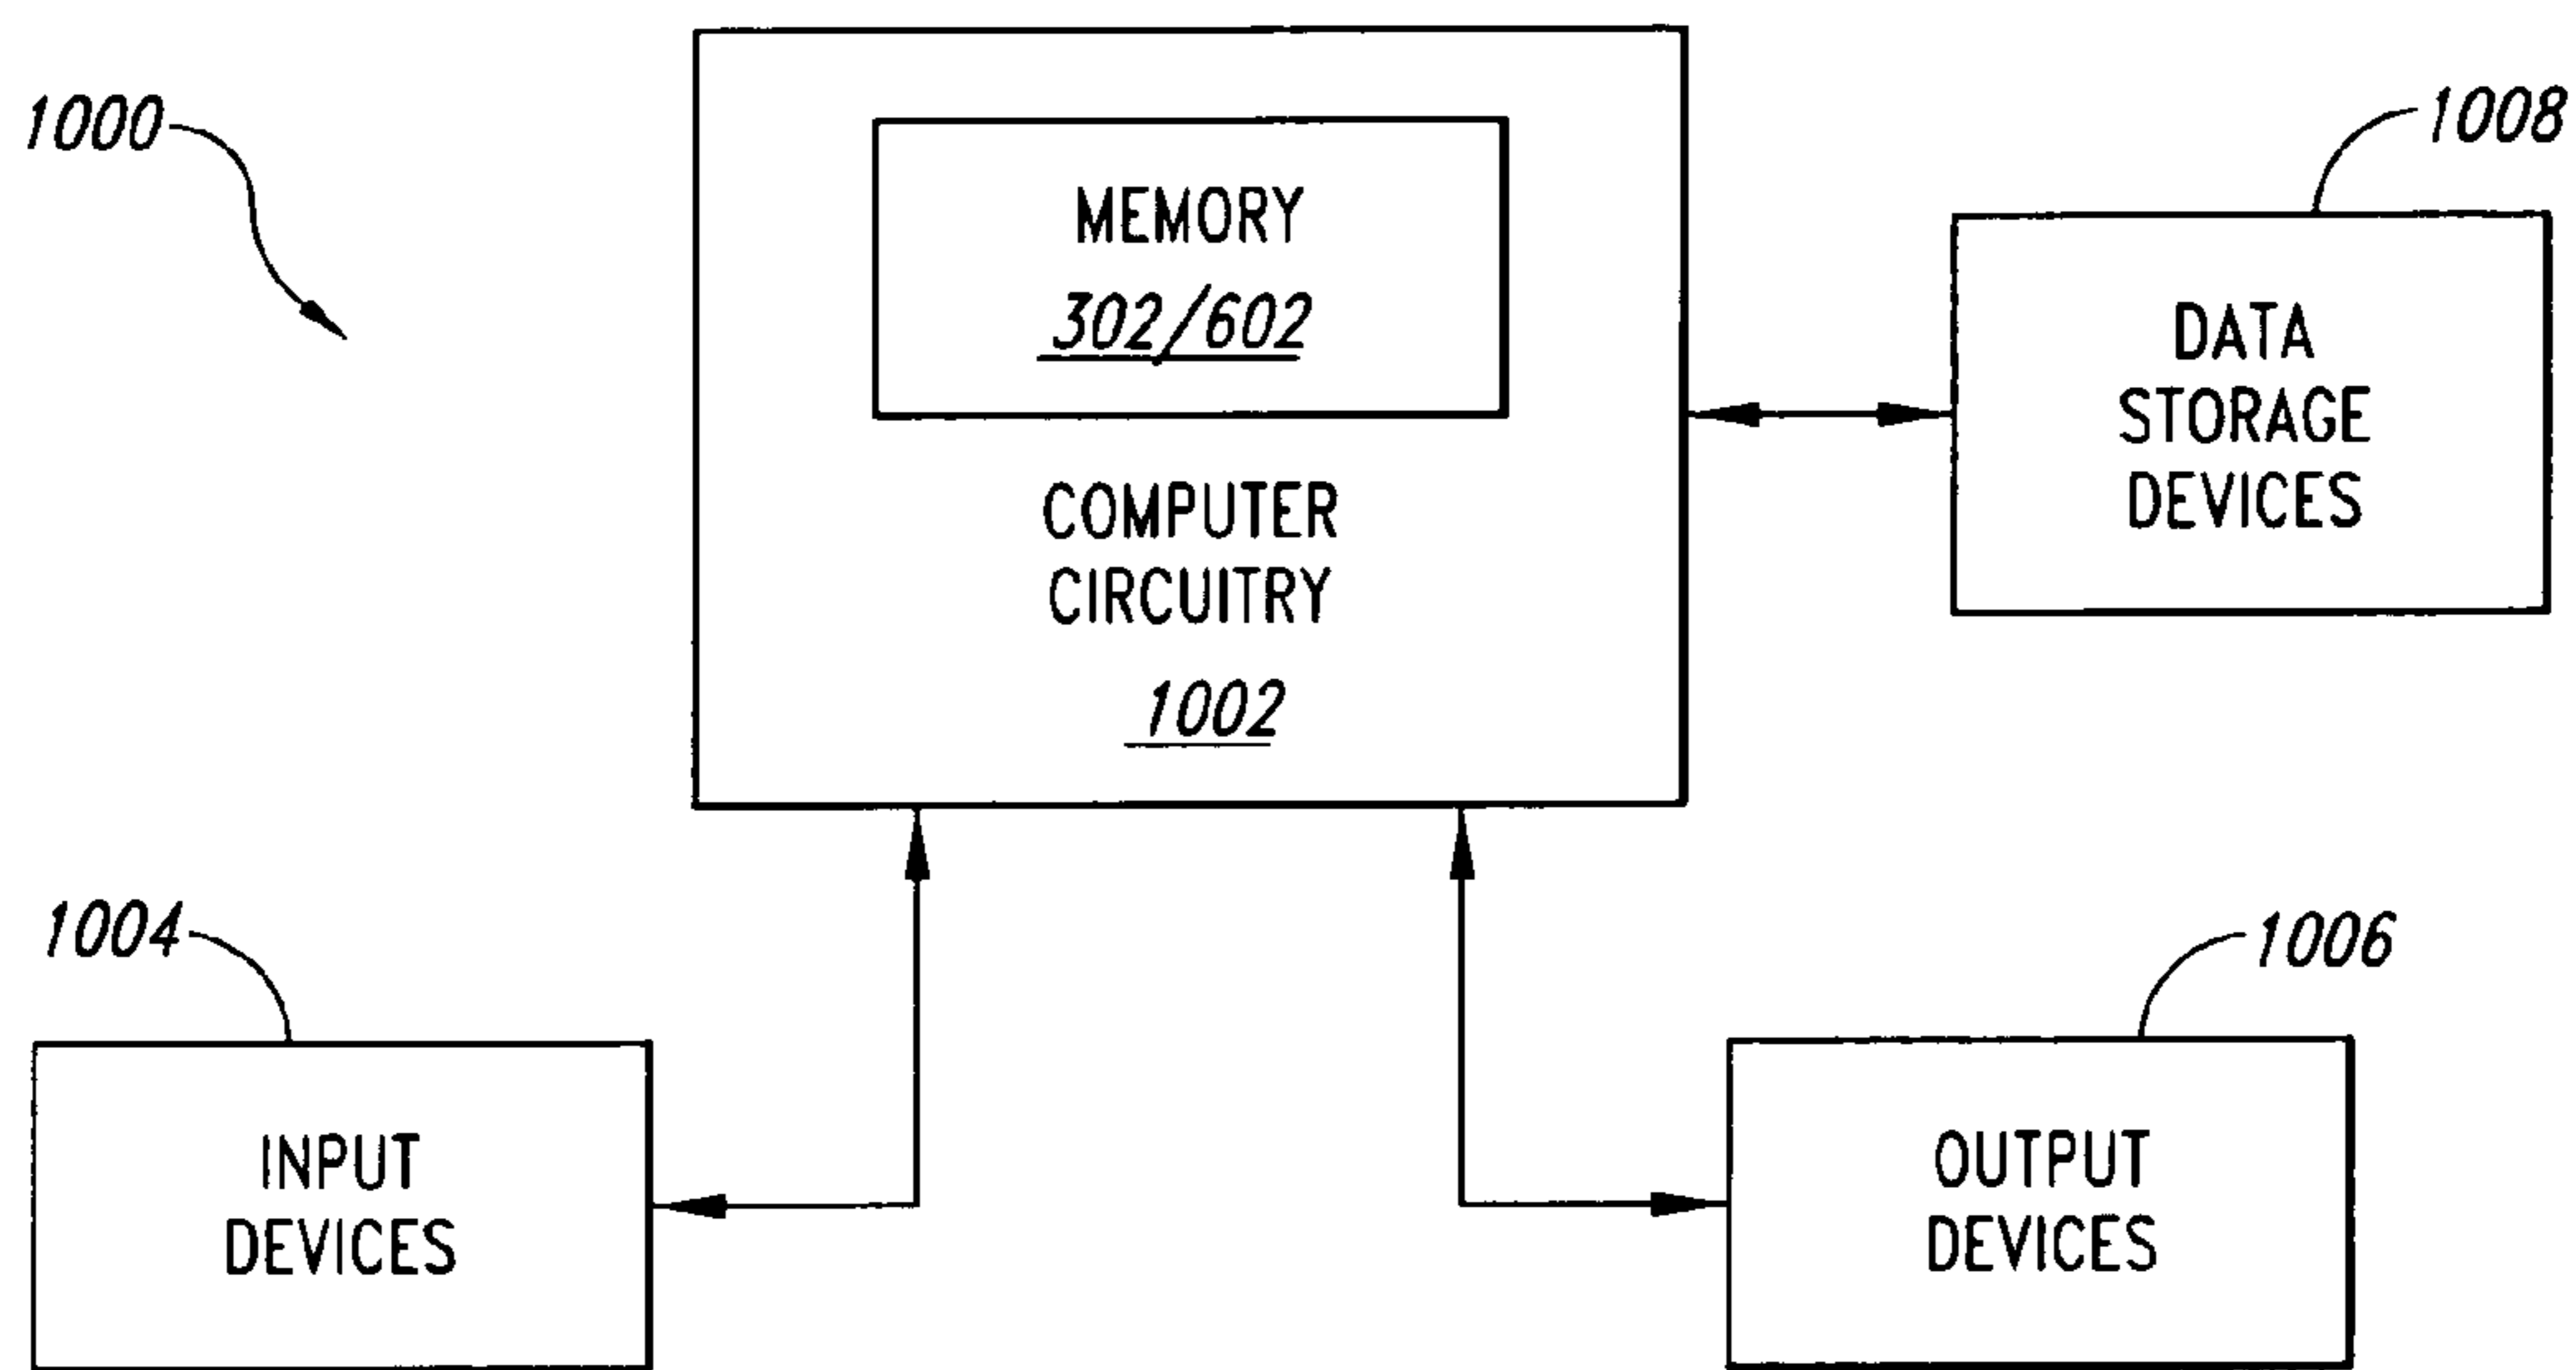 1000
MEMORY
302/602
COMPUTER
CIRCUITRY
1002
1008
DATA
STORAGE
DEVICES
1004
INPUT
DEVICES
1006
OUTPUT
DEVICES